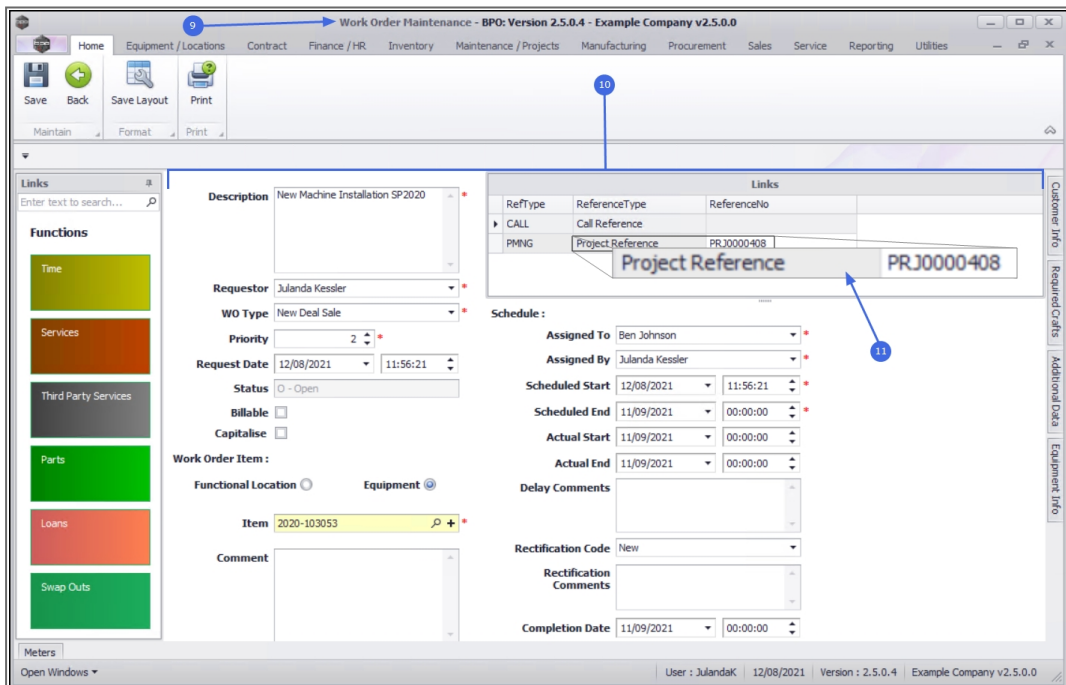 Work Order Maintenance - BPO: Version 2.5.0.4 - Example Company v2.5.0.0
9
Home Equipment / Locations Contract Finance / HR Inventory Maintenance / Projects Manufacturing Procurement Sales Service Reporting Utilities
Save Back Save Layout Print
Maintain Format Print
10
Links
Enter text to search...
Functions
Time
Services
Third Party Services
Parts
Loans
Swap Outs
Description New Machine Installation SP2020 *
Requestor Julanda Kessler *
WO Type New Deal Sale *
Priority 2 *
Request Date 12/08/2021 11:56:21
Status O - Open
Billable
Capitalise
Work Order Item :
Functional Location Equipment
Item 2020-103053 *
Comment
Links
RefType ReferenceType ReferenceNo
CALL Call Reference
PMNG Project Reference PRJ0000408
Project Reference PRJ0000408
11
Schedule :
Assigned To Ben Johnson *
Assigned By Julanda Kessler *
Scheduled Start 12/08/2021 11:56:21 *
Scheduled End 11/09/2021 00:00:00 *
Actual Start 11/09/2021 00:00:00
Actual End 11/09/2021 00:00:00
Delay Comments
Rectification Code New
Rectification
Comments
Completion Date 11/09/2021 00:00:00
Customer Info
Required Crafts
Additional Data
Equipment Info
Meters
Open Windows
User : JulandaK 12/08/2021 Version : 2.5.0.4 Example Company v2.5.0.0